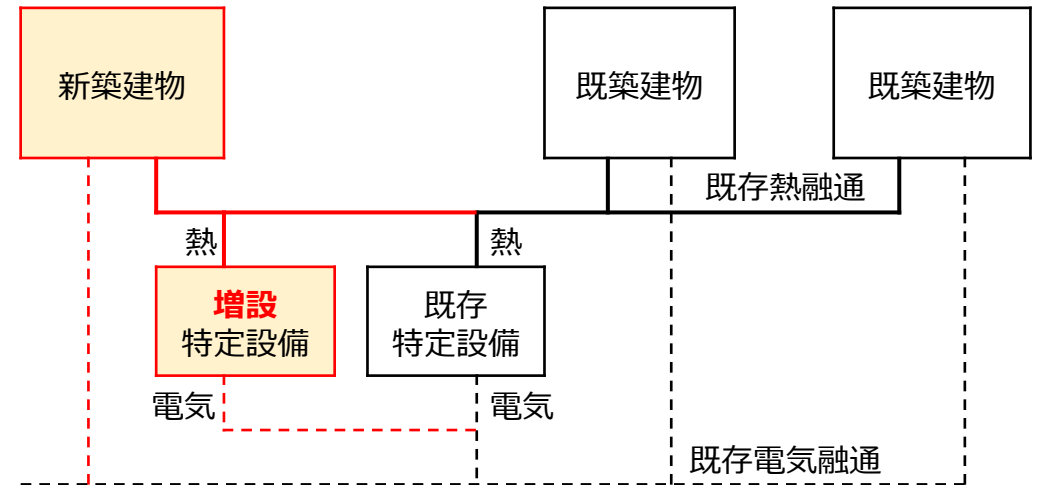 新築建物
既築建物
既築建物
既存熱融通
熱
熱
増設
特定設備
既存
特定設備
電気
電気
既存電気融通